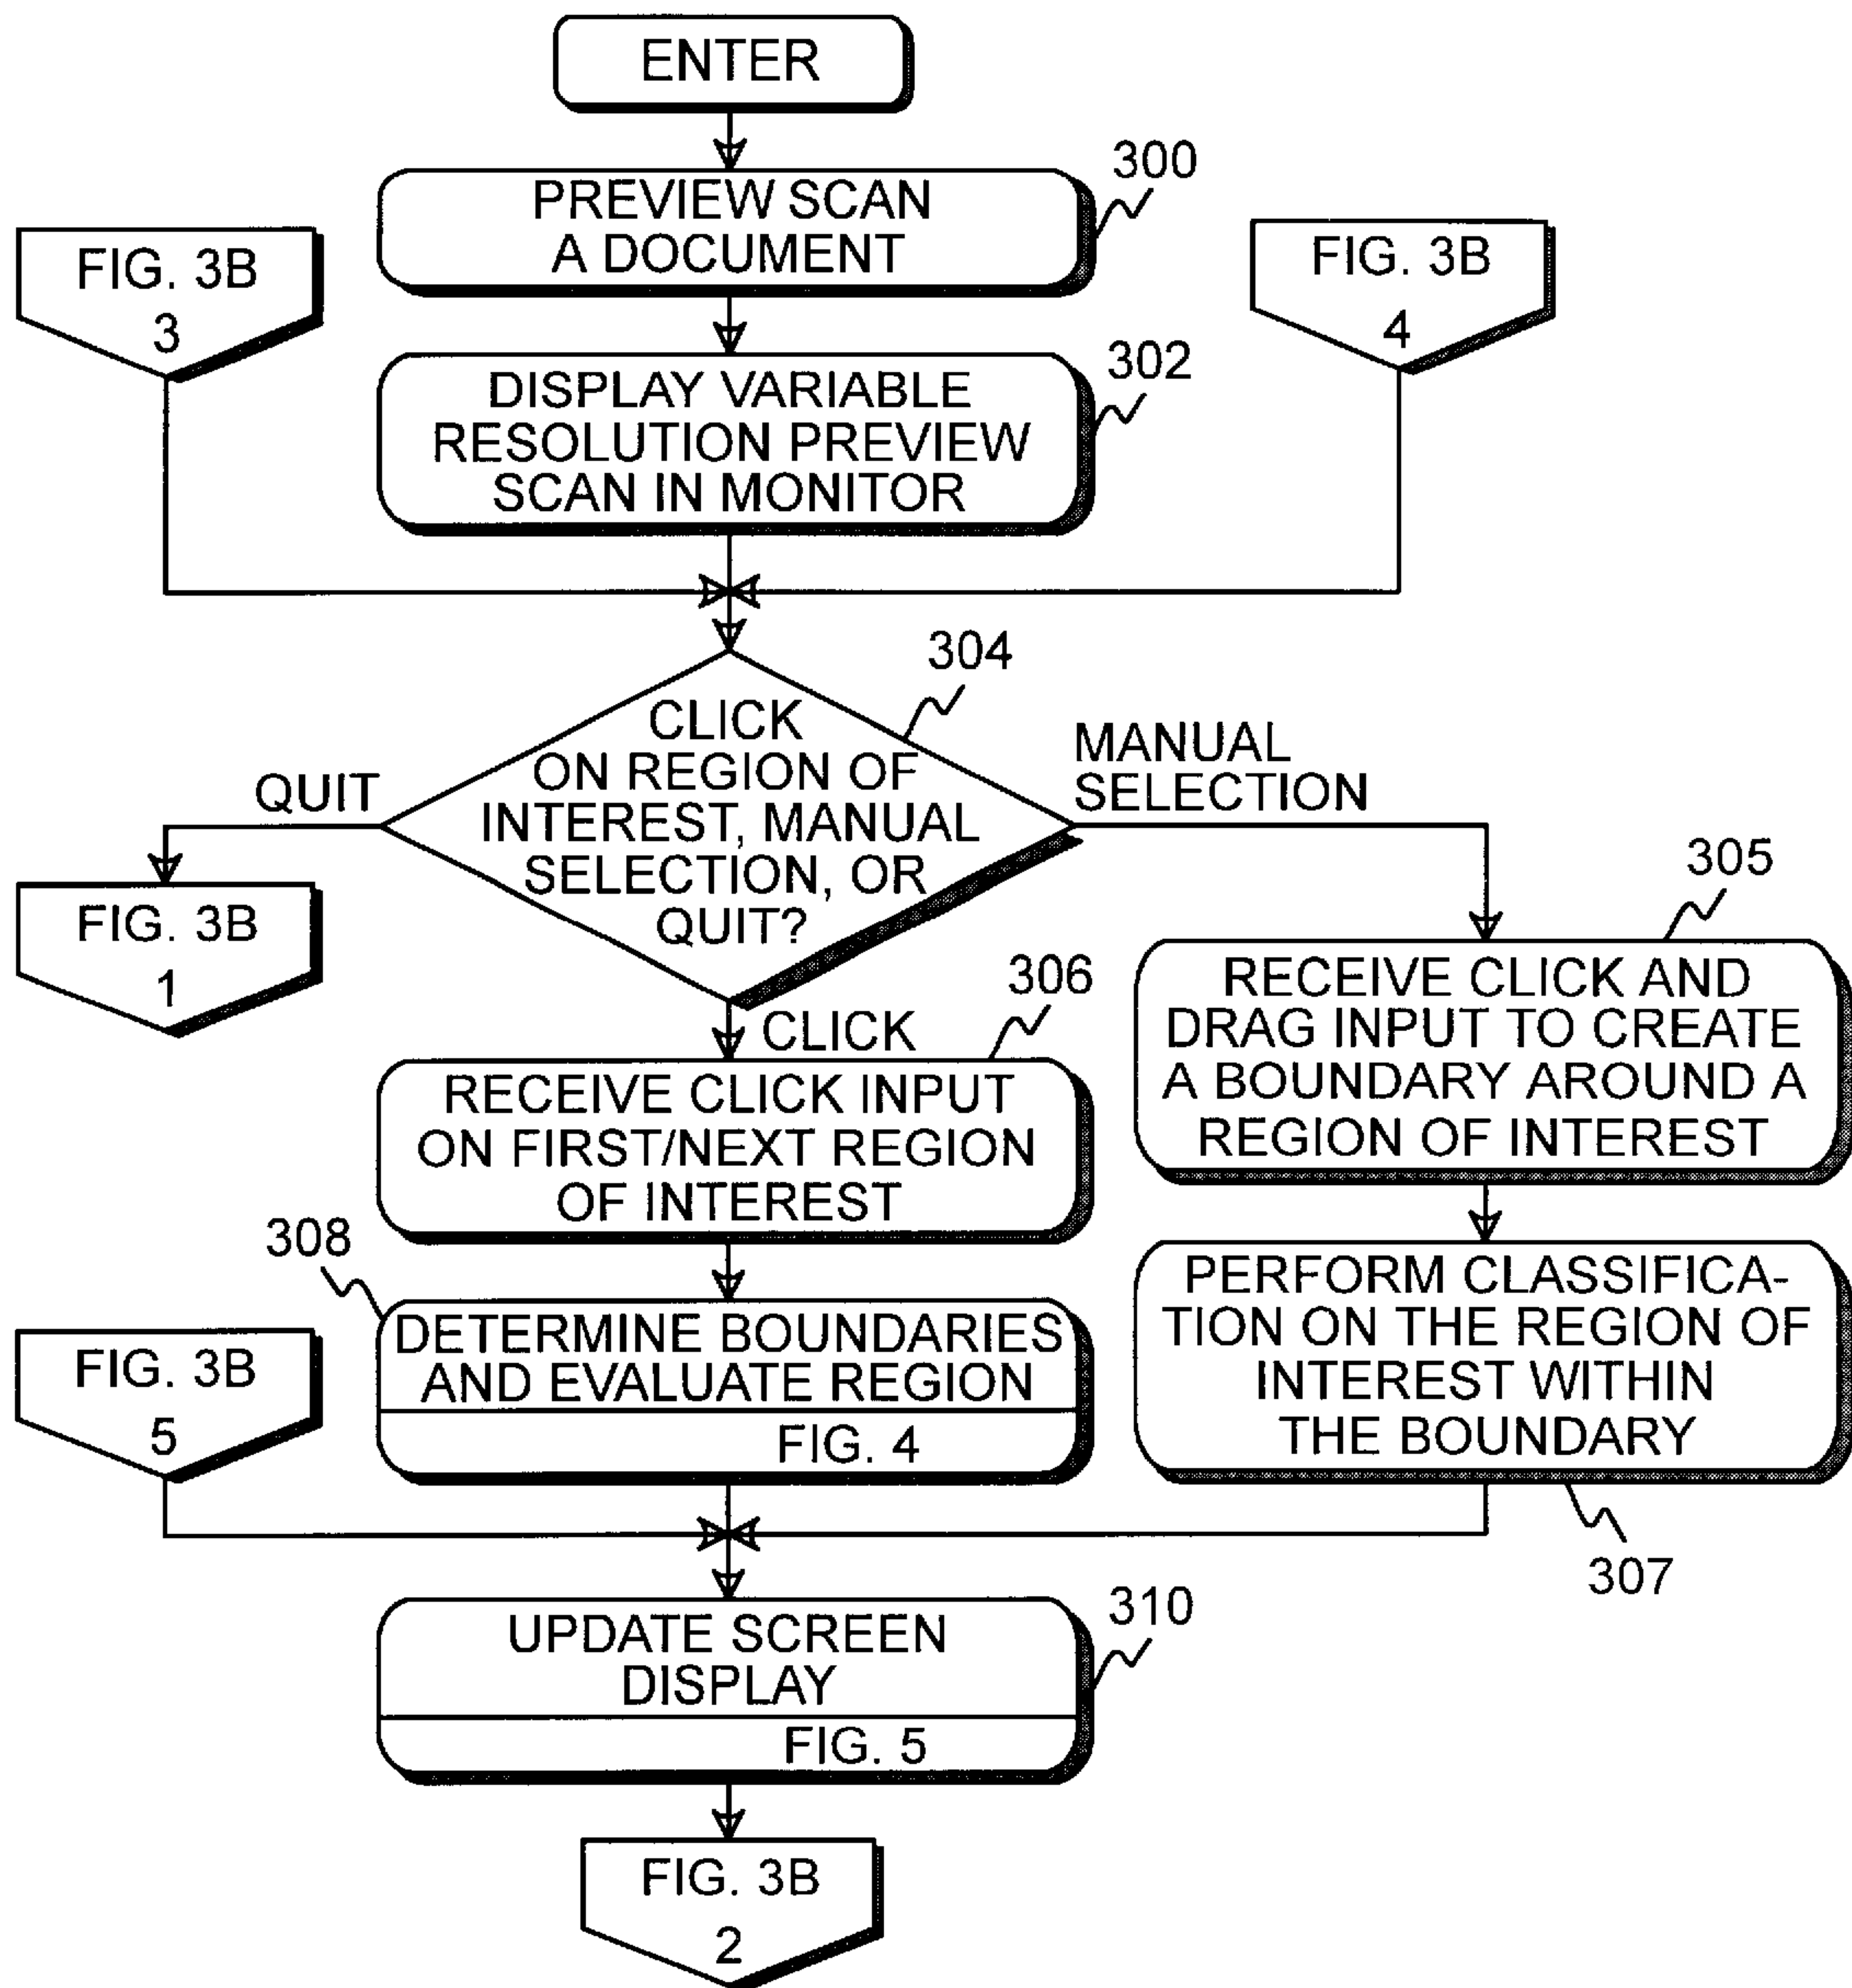 ENTER
300
PREVIEW SCAN
A DOCUMENT
FIG. 3B
3
FIG. 3B
4
302
DISPLAY VARIABLE
RESOLUTION PREVIEW
SCAN IN MONITOR
304
CLICK
ON REGION OF
INTEREST, MANUAL
SELECTION, OR
QUIT?
QUIT
MANUAL
SELECTION
FIG. 3B
1
305
RECEIVE CLICK AND
DRAG INPUT TO CREATE
A BOUNDARY AROUND A
REGION OF INTEREST
306
CLICK
RECEIVE CLICK INPUT
ON FIRST/NEXT REGION
OF INTEREST
308
DETERMINE BOUNDARIES
AND EVALUATE REGION
FIG. 4
PERFORM CLASSIFICA-
TION ON THE REGION OF
INTEREST WITHIN
THE BOUNDARY
307
FIG. 3B
5
310
UPDATE SCREEN
DISPLAY
FIG. 5
FIG. 3B
2